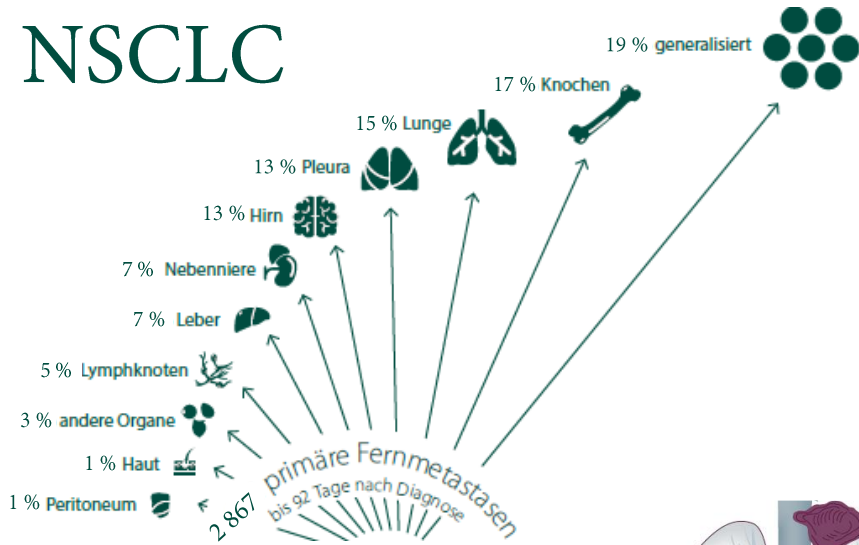 NSCLC
19 % generalisiert
17 % Knochen
15 % Lunge
13 % Pleura
13 % Hirn
7 % Nebenniere
7 % Leber
5 % Lymphknoten
3 % andere Organe
1 % Haut
1 % Peritoneum
2 867
primäre Fernmetastasen
bis 92 Tage nach Diagnose